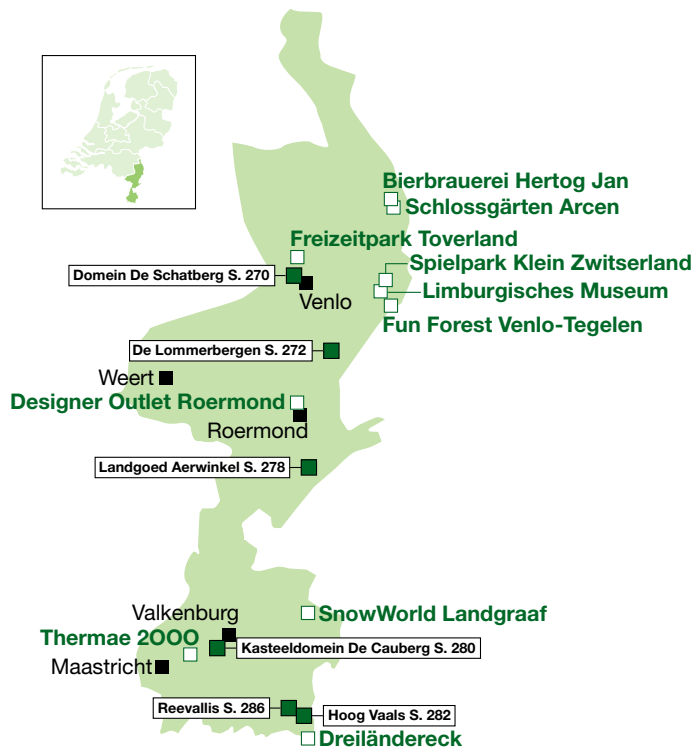 Bierbrauerei Hertog Jan
Schlossgärten Arcen
Freizeitpark Toverland
Spielpark Klein Zwitserland
Domein De Schatberg S. 270
Limburgisches Museum
Venlo
Fun Forest Venlo-Tegelen
De Lommerbergen S. 272
Weert
Designer Outlet Roermond
Roermond
Landgoed Aerwinkel S. 278
Valkenburg
SnowWorld Landgraaf
Thermae 2000
Kasteeldomein De Cauberg S. 280
Maastricht
Reevallis S. 286
Hoog Vaals S. 282
Dreiländereck